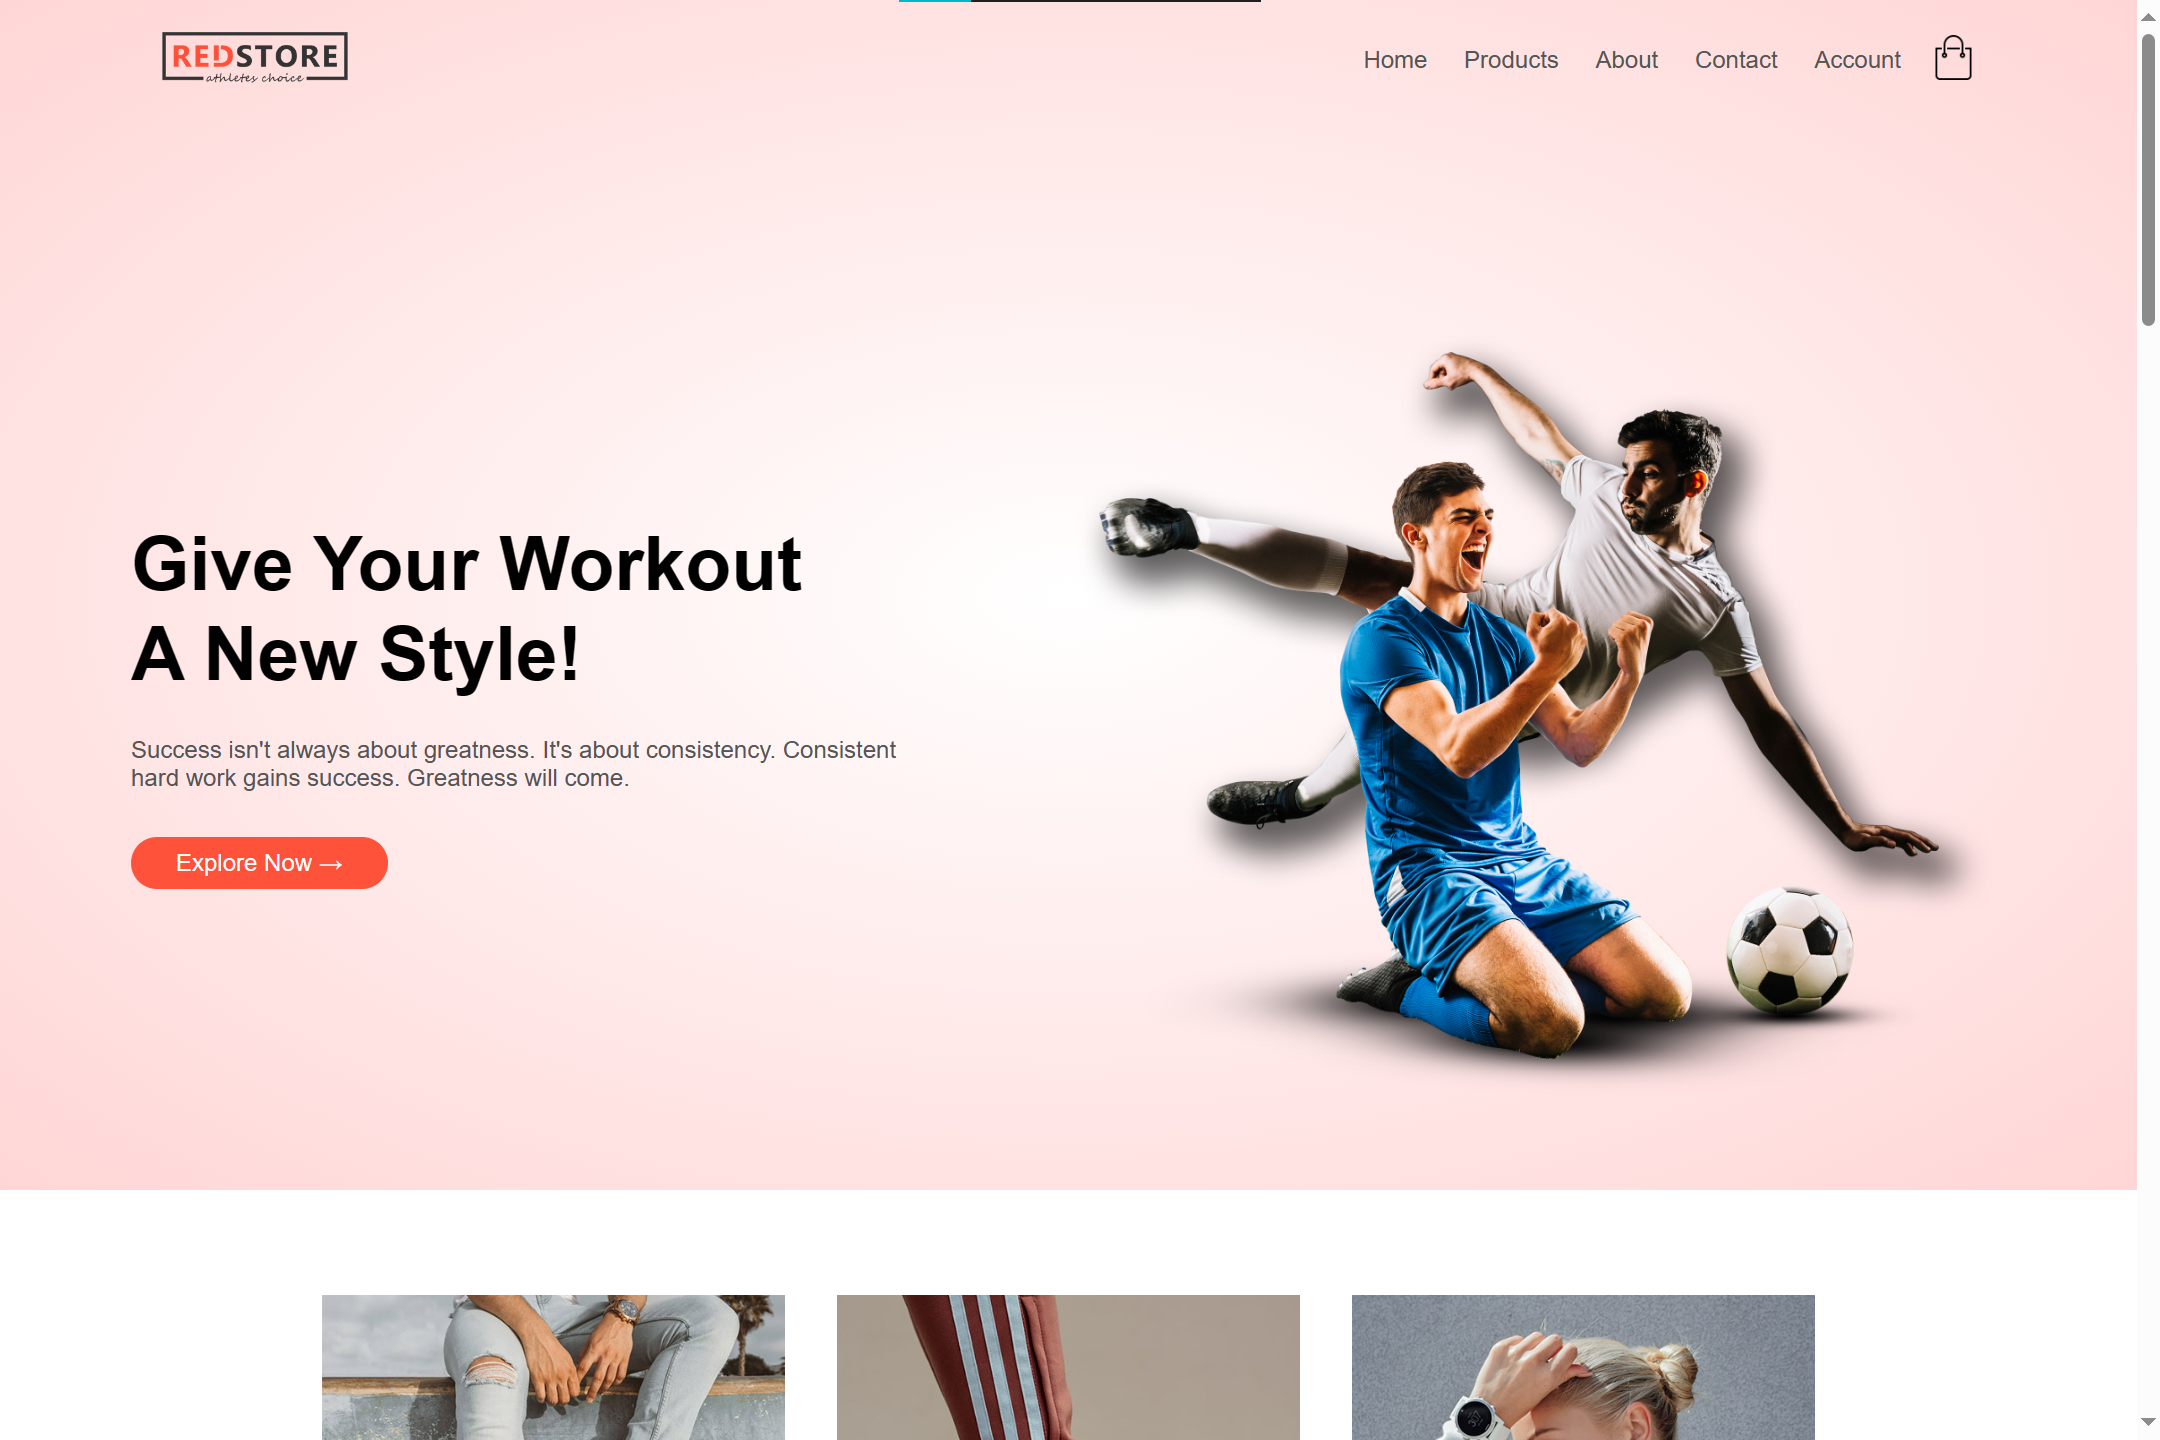 REDSTORE
athletes choice
Home Products About Contact Account
Give Your Workout
A New Style!
Success isn't always about greatness. It's about consistency. Consistent
hard work gains success. Greatness will come.
Explore Now →